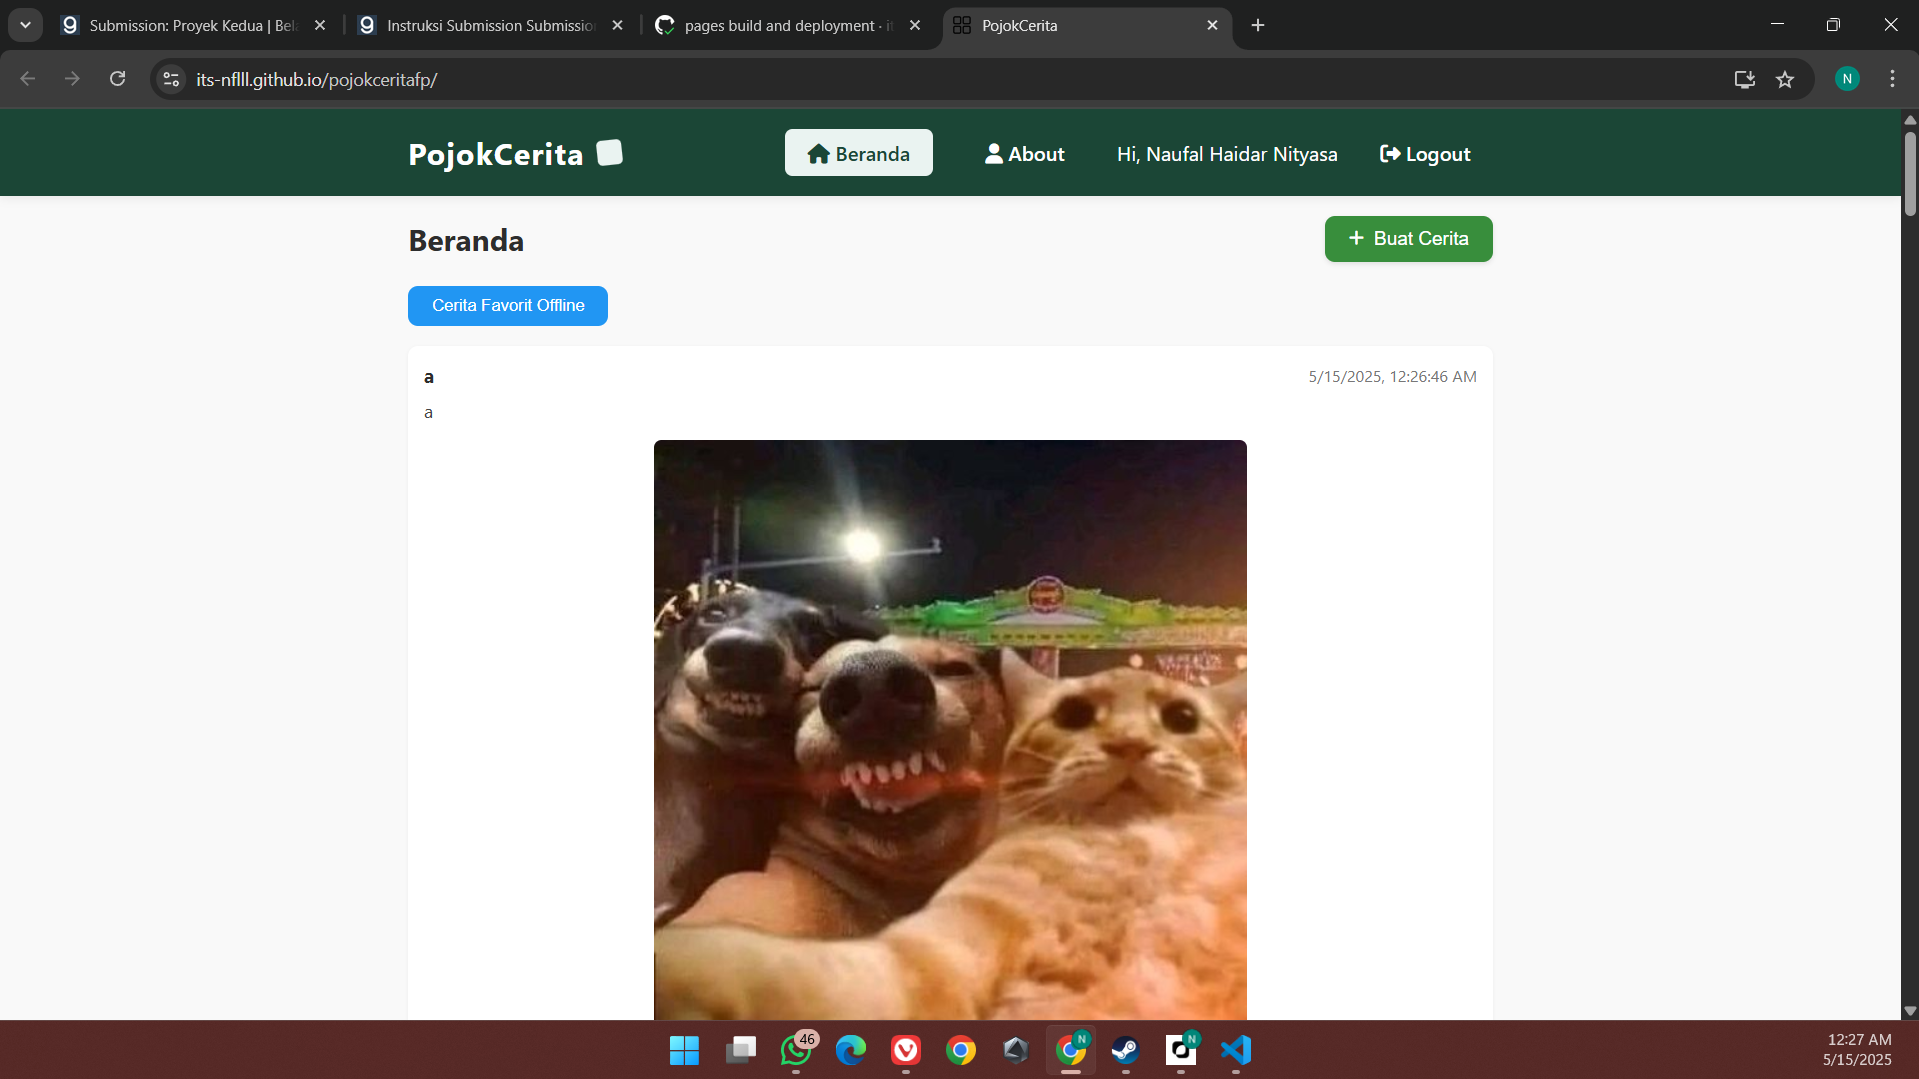 Submission: Proyek Kedua | Bela
Instruksi Submission Submission
pages build and deployment · it
PojokCerita
its-nflll.github.io/pojokceritafp/
N
PojokCerita
Beranda
About
Hi, Naufal Haidar Nityasa
Logout
Beranda
+ Buat Cerita
Cerita Favorit Offline
a
5/15/2025, 12:26:46 AM
a
46
N
N
12:27 AM
5/15/2025